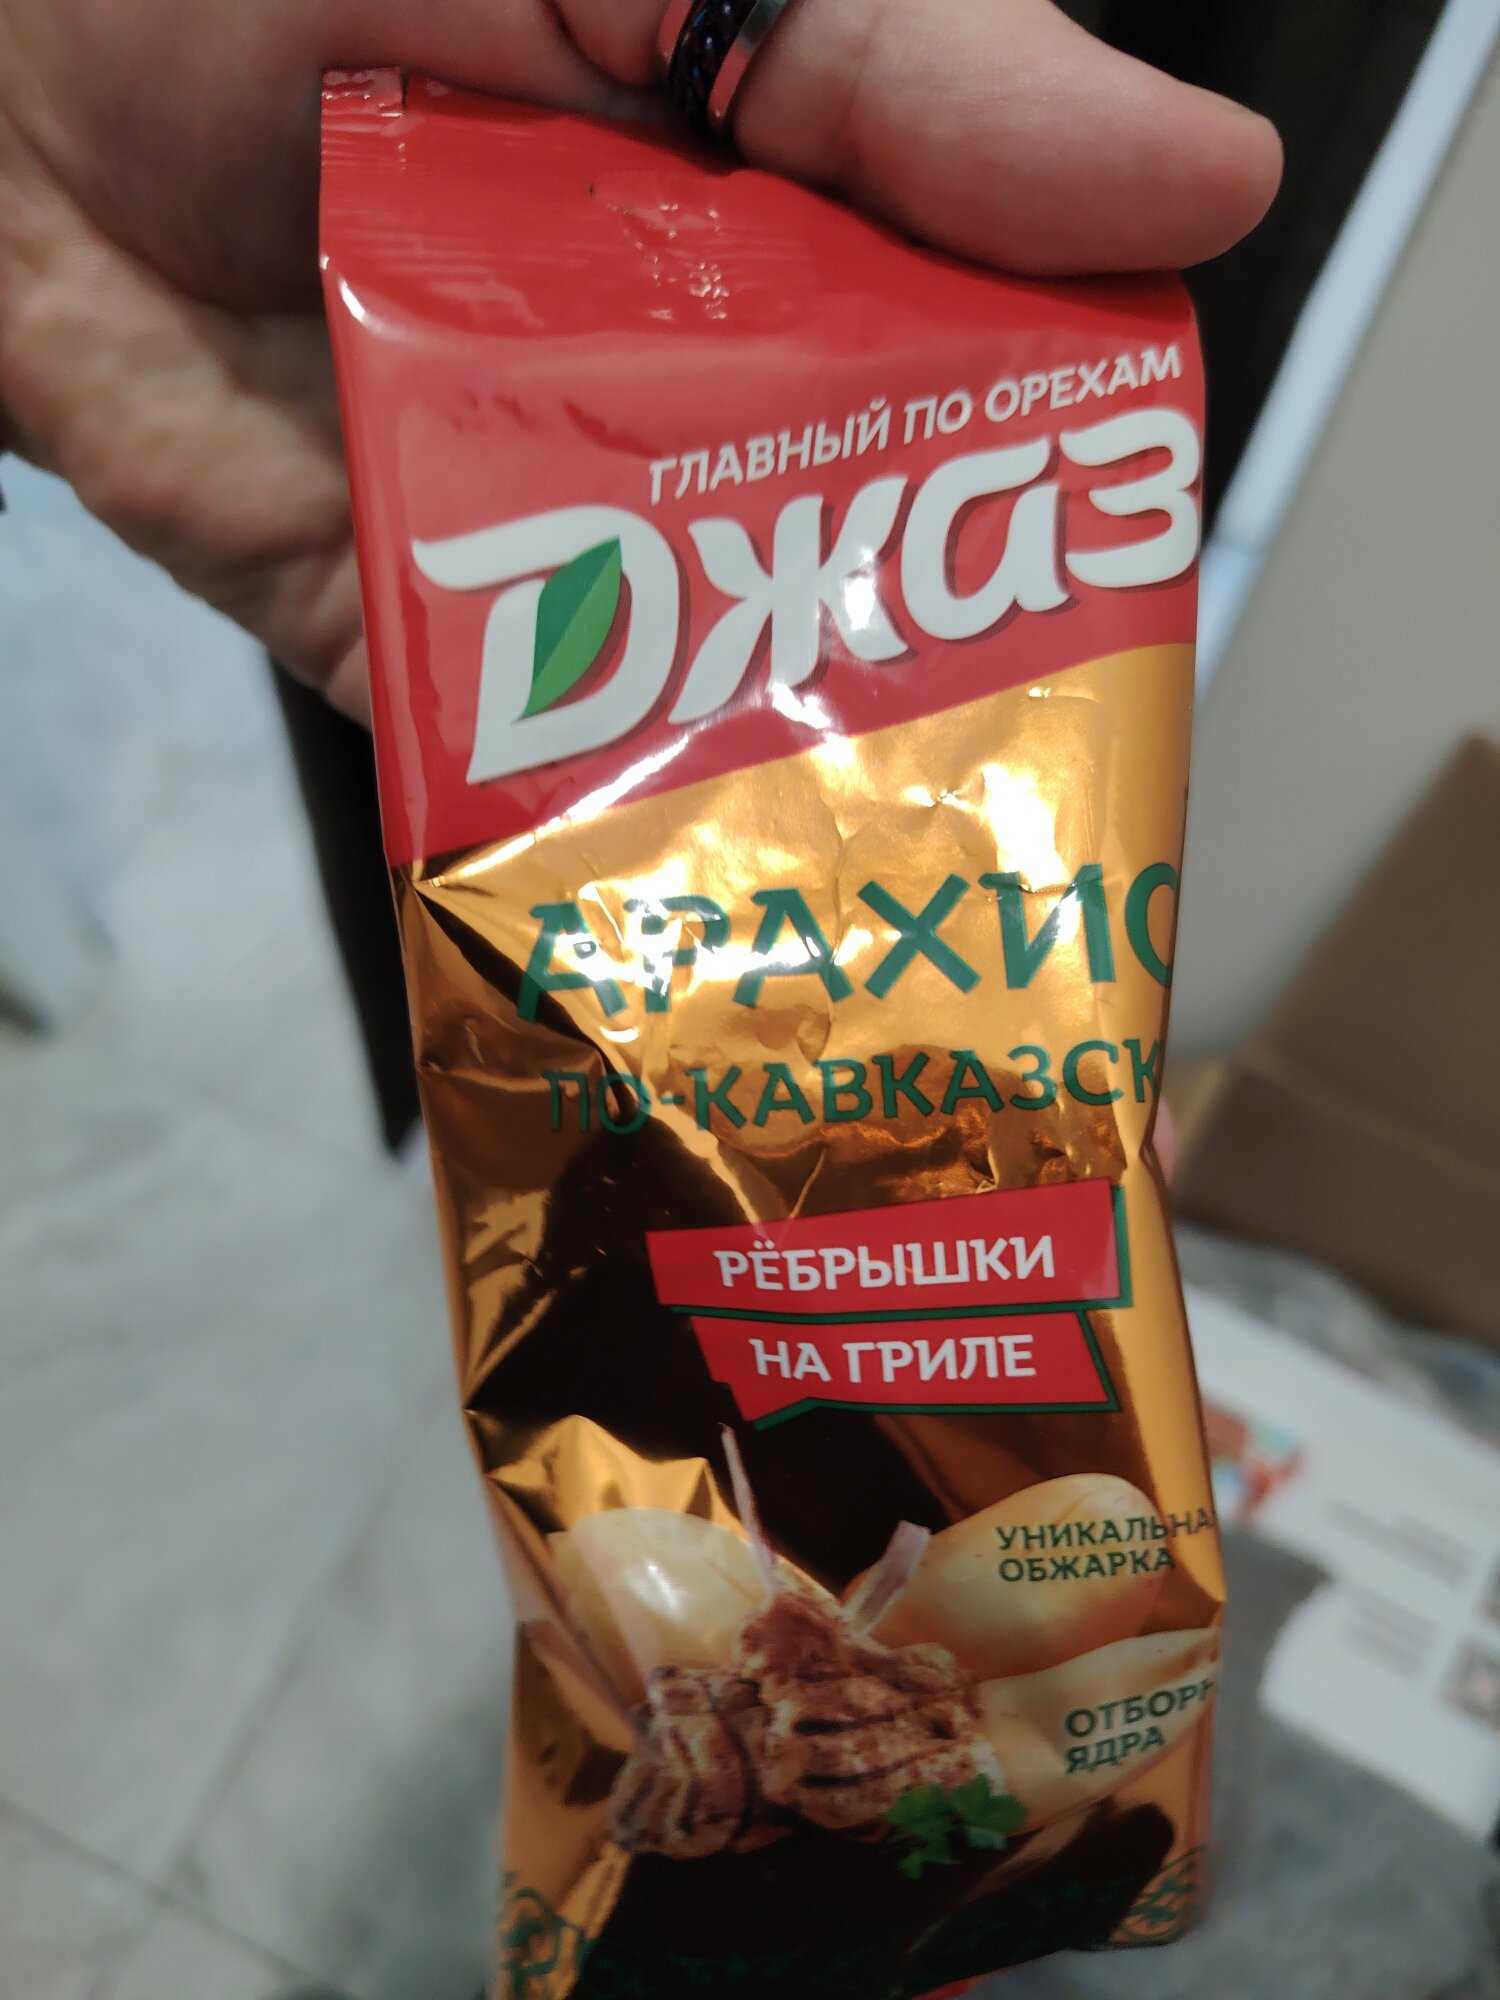 ГЛАВНЫЙ ПО ОРЕХАМ
Джаз
АРАХИС
ПО-КАВКАЗСК
РЁБРЫШКИ
НА ГРИЛЕ
УНИКАЛЬНА
ОБЖАРКА
ОТБОРН
ЯДРА